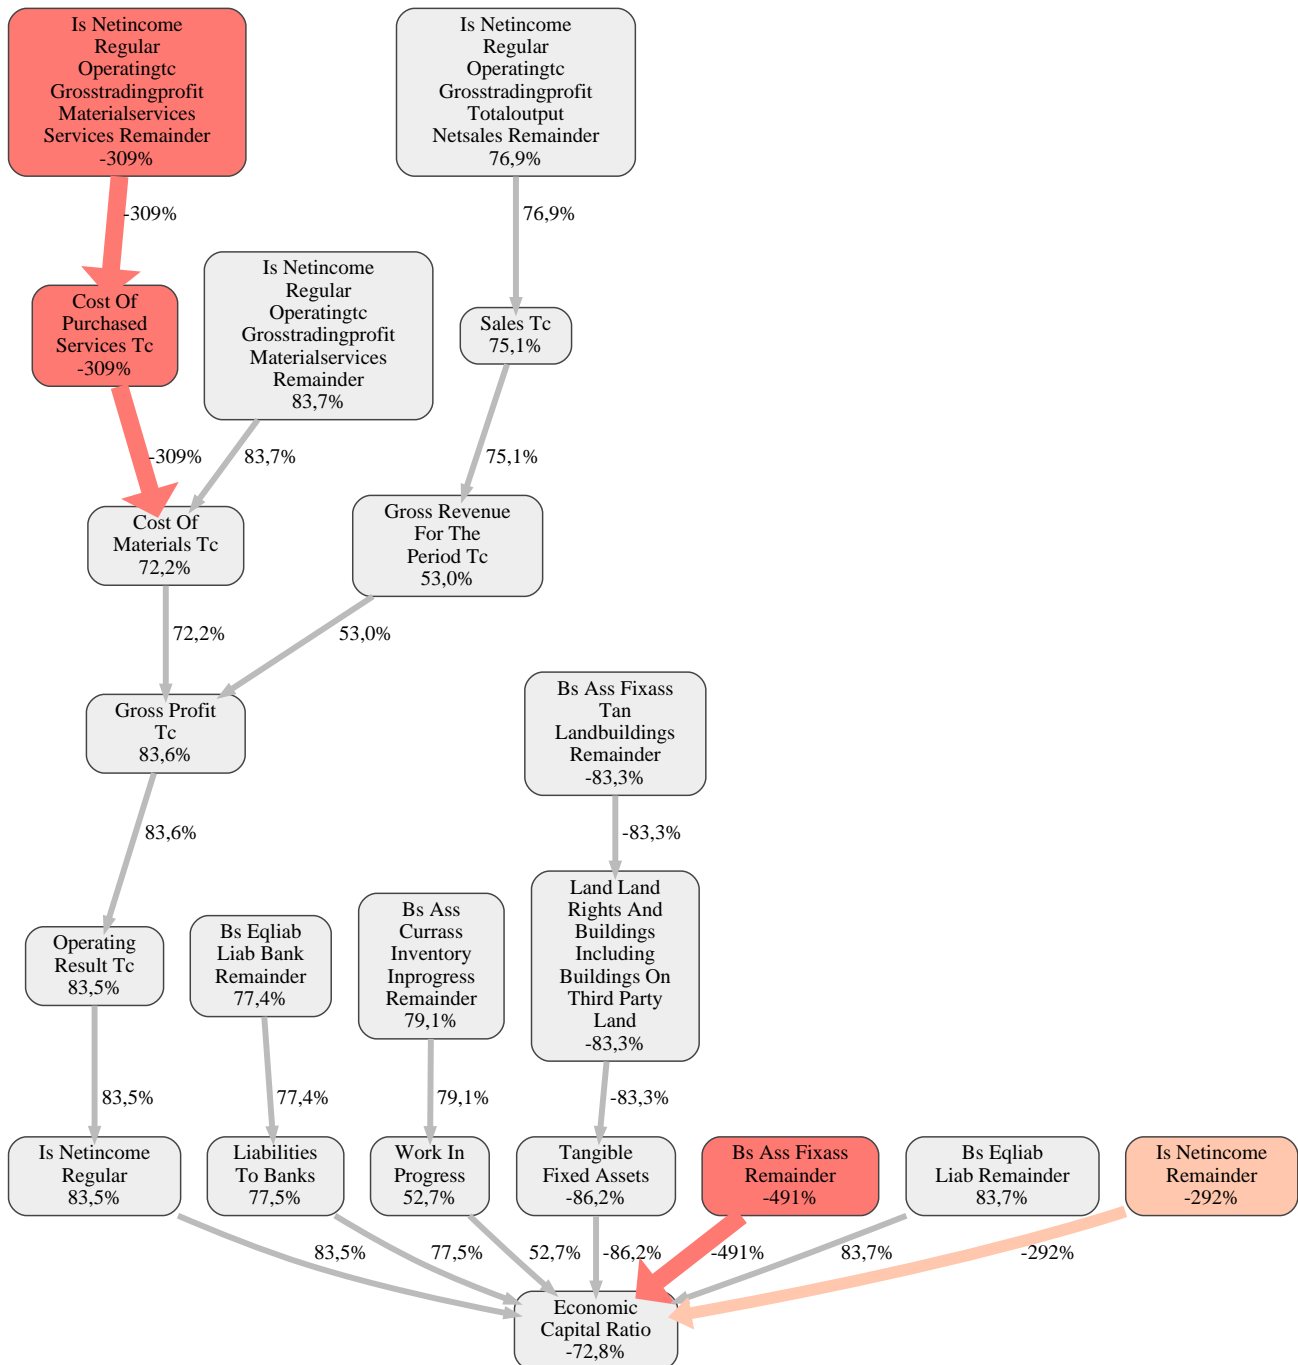 Is Netincome
Regular
Operatingtc
Grosstradingprofit
Materialservices
Services Remainder
-309%
Is Netincome
Regular
Operatingtc
Grosstradingprofit
Totaloutput
Netsales Remainder
76,9%
-309%
76,9%
Cost Of
Purchased
Services Tc
-309%
Is Netincome
Regular
Operatingtc
Grosstradingprofit
Materialservices
Remainder
83,7%
Sales Tc
75,1%
-309%
83,7%
75,1%
Cost Of
Materials Tc
72,2%
Gross Revenue
For The
Period Tc
53,0%
72,2%
53,0%
Gross Profit
Tc
83,6%
Bs Ass Fixass
Tan
Landbuildings
Remainder
-83,3%
83,6%
-83,3%
Operating
Result Tc
83,5%
Bs Eqliab
Liab Bank
Remainder
77,4%
Bs Ass
Currass
Inventory
Inprogress
Remainder
79,1%
Land Land
Rights And
Buildings
Including
Buildings On
Third Party
Land
-83,3%
83,5%
77,4%
79,1%
-83,3%
Is Netincome
Regular
83,5%
Liabilities
To Banks
77,5%
Work In
Progress
52,7%
Tangible
Fixed Assets
-86,2%
Bs Ass Fixass
Remainder
-491%
Bs Eqliab
Liab Remainder
83,7%
Is Netincome
Remainder
-292%
83,5%
77,5%
52,7%
-86,2%
-491%
83,7%
-292%
Economic
Capital Ratio
-72,8%